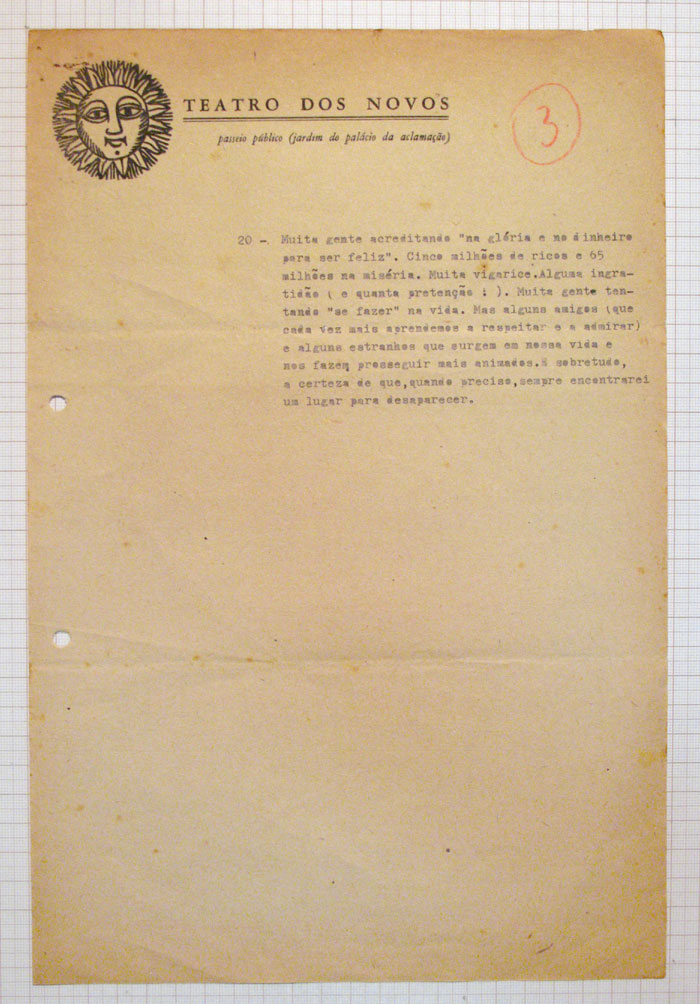 TEATRO DOS NOVOS
passeio público (jardim do palácio da aclamação)
3
20 - Muita gente acreditando "na glória e no dinheiro
para ser feliz". Cinco milhões de ricos e 65
milhões na miséria. Muita vigarice.Alguma ingra-
tidão ( e quanta pretenção ! ). Muita gente ten-
tando "se fazer" na vida. Mas alguns amigos (que
cada vez mais aprendemos a respeitar e a admirar)
e alguns estranhos que surgem em nossa vida e
nos fazem prosseguir mais animados.E sobretudo,
a certeza de que,quando preciso,sempre encontrarei
um lugar para desaparecer.